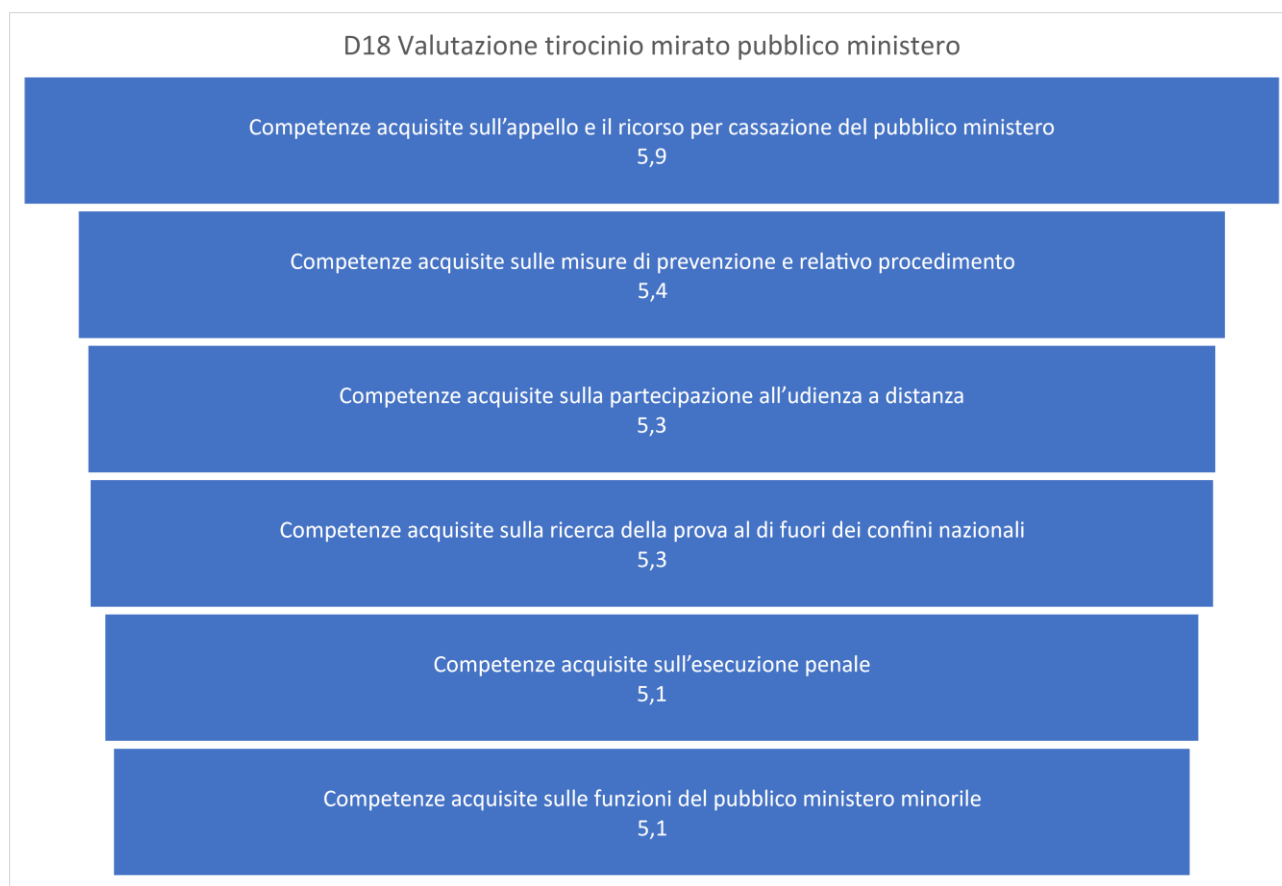 D18 Valutazione tirocinio mirato pubblico ministero
Competenze acquisite sull’appello e il ricorso per cassazione del pubblico ministero
5,9
Competenze acquisite sulle misure di prevenzione e relativo procedimento
5,4
Competenze acquisite sulla partecipazione all’udienza a distanza
5,3
Competenze acquisite sulla ricerca della prova al di fuori dei confini nazionali
5,3
Competenze acquisite sull’esecuzione penale
5,1
Competenze acquisite sulle funzioni del pubblico ministero minorile
5,1